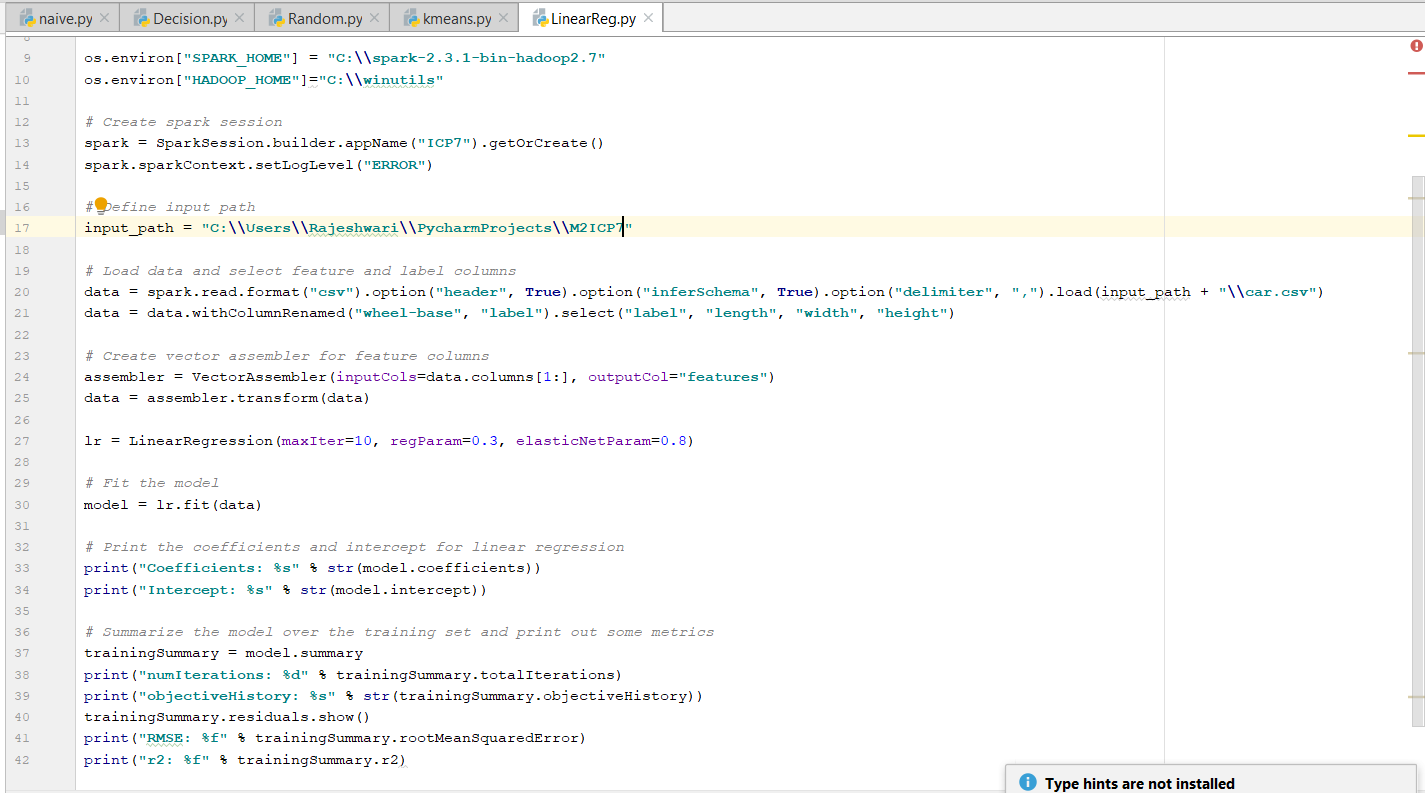 naive.py Decision.py Random.py kmeans.py LinearReg.py
8
9 os.environ["SPARK_HOME"] = "C:\\spark-2.3.1-bin-hadoop2.7"
10 os.environ["HADOOP_HOME"]="C:\\winutils"
11
12 # Create spark session
13 spark = SparkSession.builder.appName("ICP7").getOrCreate()
14 spark.sparkContext.setLogLevel("ERROR")
15
16 # Define input path
17 input_path = "C:\\Users\\Rajeshwari\\PycharmProjects\\M2ICP7"
18
19 # Load data and select feature and label columns
20 data = spark.read.format("csv").option("header", True).option("inferSchema", True).option("delimiter", ",").load(input_path + "\\car.csv")
21 data = data.withColumnRenamed("wheel-base", "label").select("label", "length", "width", "height")
22
23 # Create vector assembler for feature columns
24 assembler = VectorAssembler(inputCols=data.columns[1:], outputCol="features")
25 data = assembler.transform(data)
26
27 lr = LinearRegression(maxIter=10, regParam=0.3, elasticNetParam=0.8)
28
29 # Fit the model
30 model = lr.fit(data)
31
32 # Print the coefficients and intercept for linear regression
33 print("Coefficients: %s" % str(model.coefficients))
34 print("Intercept: %s" % str(model.intercept))
35
36 # Summarize the model over the training set and print out some metrics
37 trainingSummary = model.summary
38 print("numIterations: %d" % trainingSummary.totalIterations)
39 print("objectiveHistory: %s" % str(trainingSummary.objectiveHistory))
40 trainingSummary.residuals.show()
41 print("RMSE: %f" % trainingSummary.rootMeanSquaredError)
42 print("r2: %f" % trainingSummary.r2)
Type hints are not installed